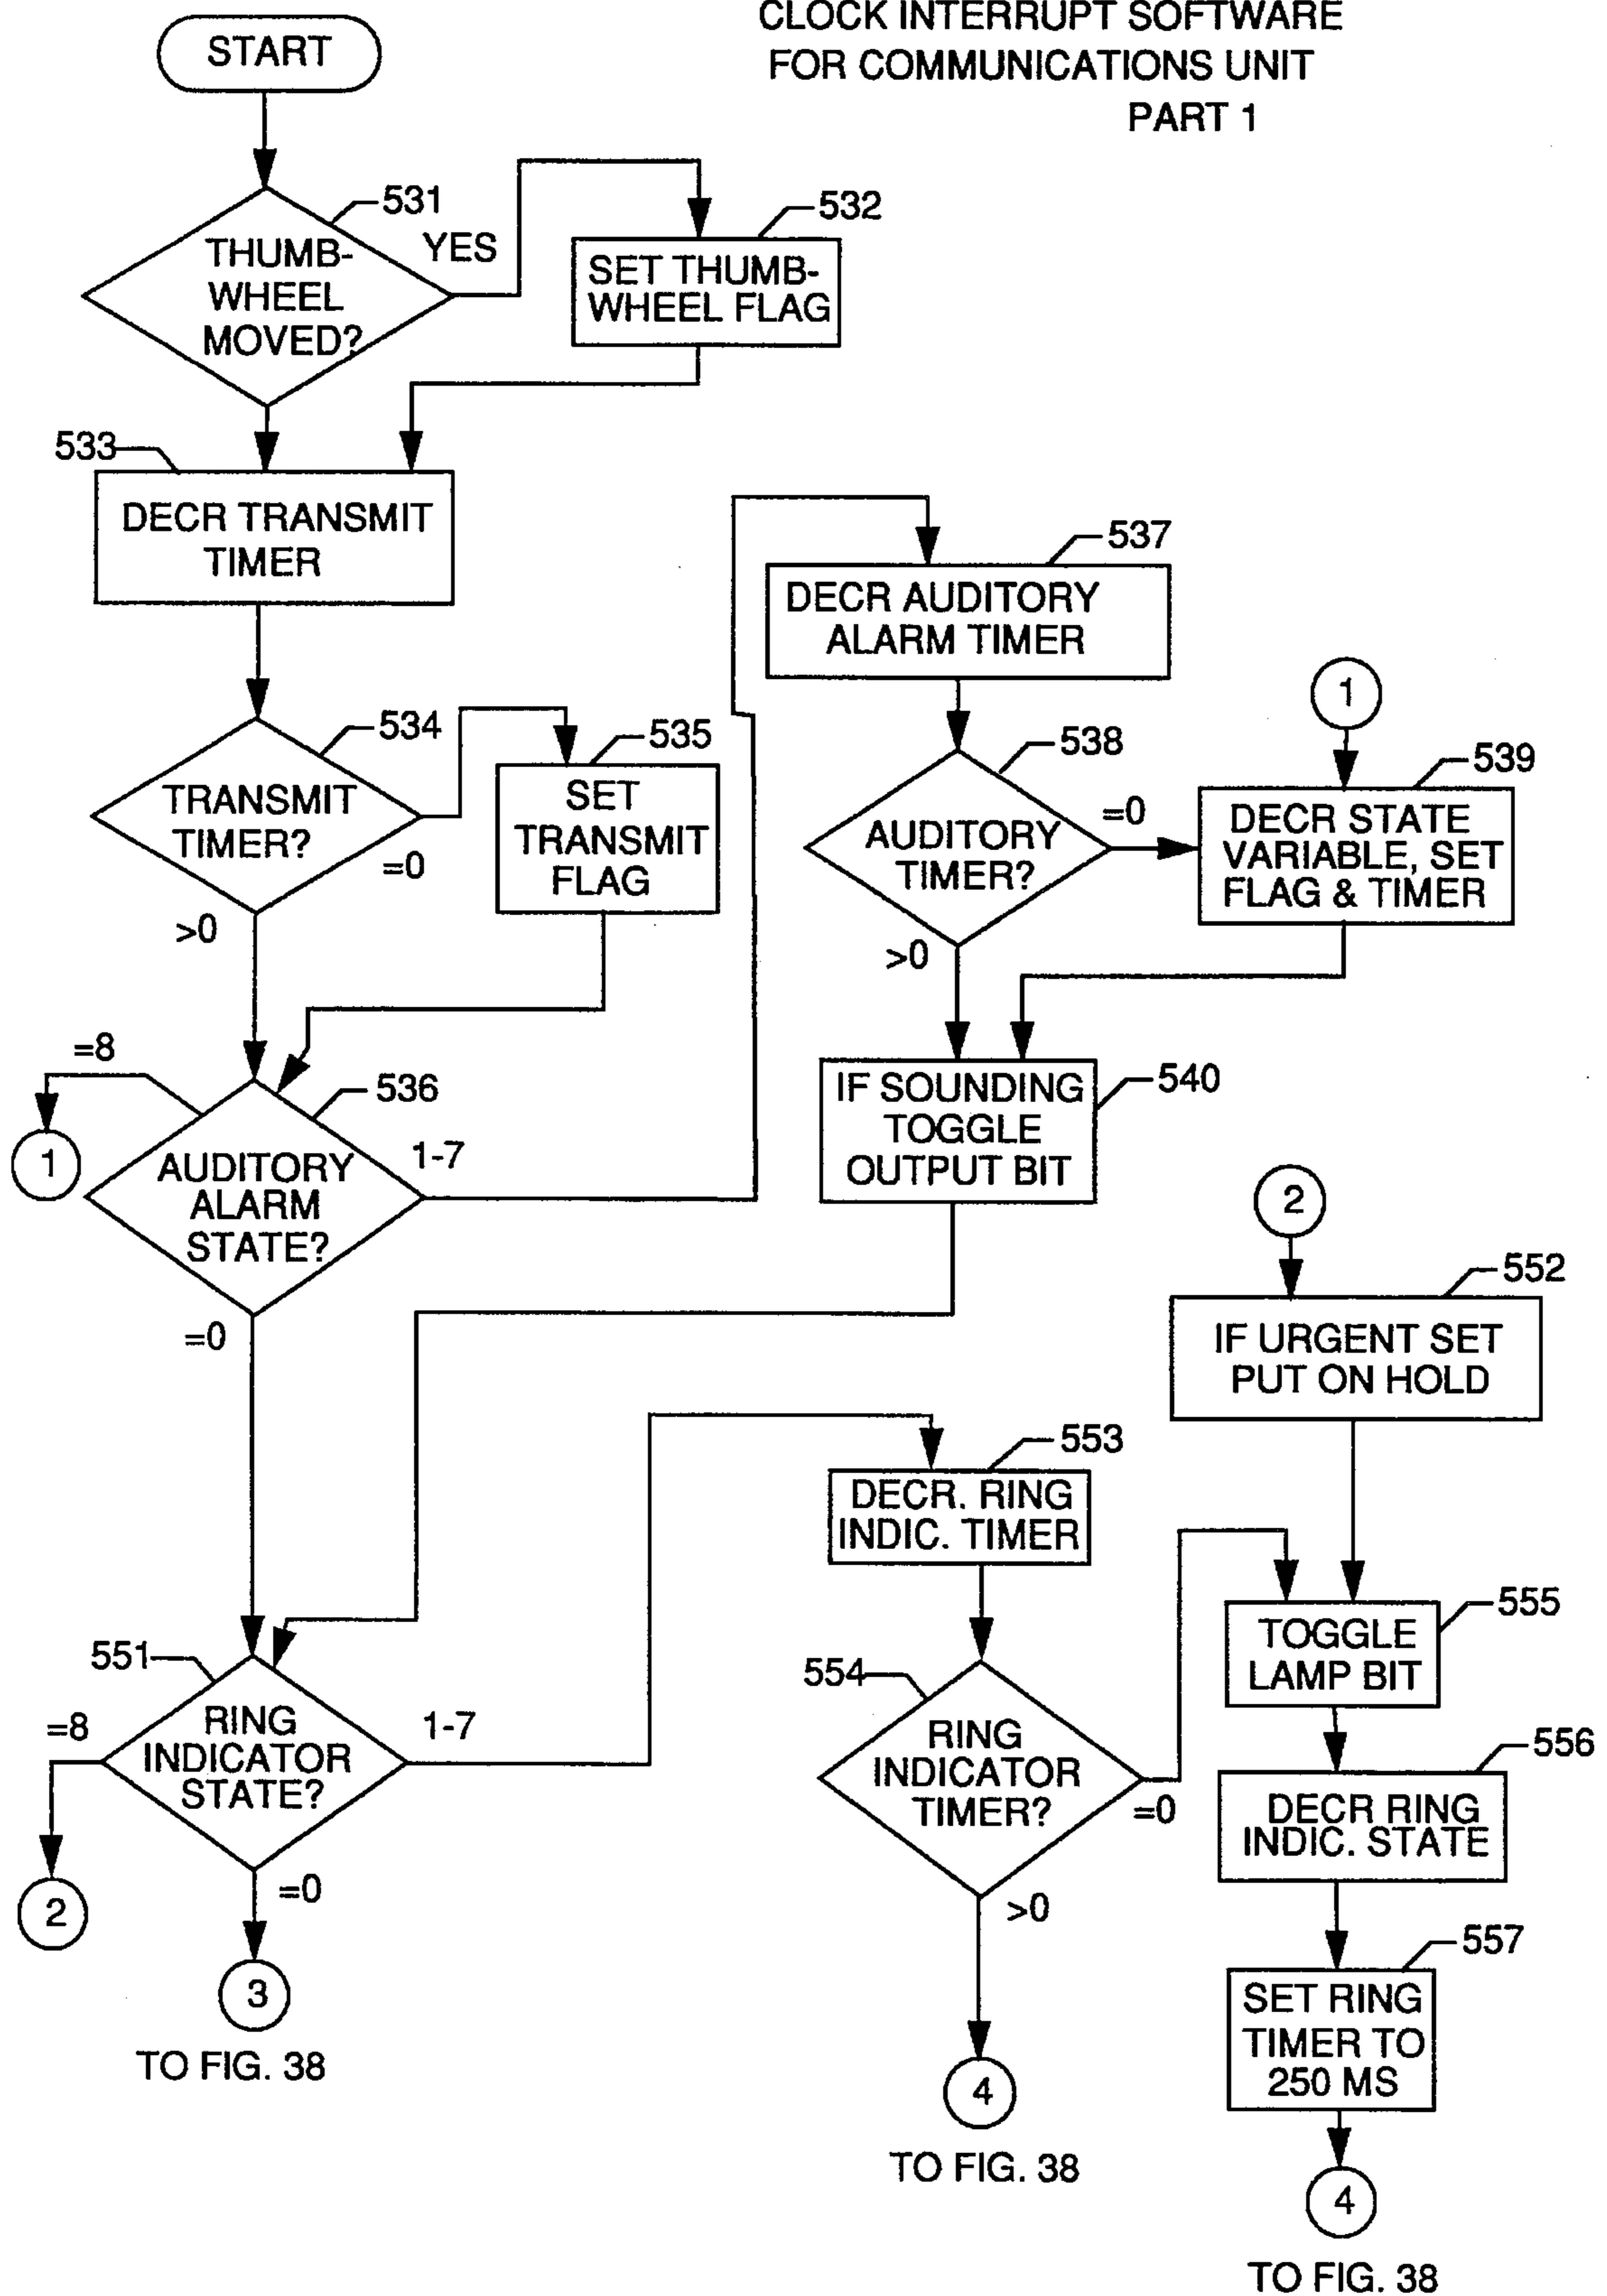 CLOCK INTERRUPT SOFTWARE
FOR COMMUNICATIONS UNIT
PART 1
START
531
THUMB-
WHEEL
MOVED?
YES
532
SET THUMB-
WHEEL FLAG
533
DECR TRANSMIT
TIMER
534
TRANSMIT
TIMER?
=0
>0
535
SET
TRANSMIT
FLAG
=8
1
536
AUDITORY
ALARM
STATE?
1-7
=0
537
DECR AUDITORY
ALARM TIMER
538
AUDITORY
TIMER?
=0
>0
1
539
DECR STATE
VARIABLE, SET
FLAG & TIMER
540
IF SOUNDING
TOGGLE
OUTPUT BIT
2
552
IF URGENT SET
PUT ON HOLD
551
RING
INDICATOR
STATE?
=8
1-7
=0
2
3
TO FIG. 38
553
DECR. RING
INDIC. TIMER
554
RING
INDICATOR
TIMER?
=0
>0
4
TO FIG. 38
555
TOGGLE
LAMP BIT
556
DECR RING
INDIC. STATE
557
SET RING
TIMER TO
250 MS
4
TO FIG. 38